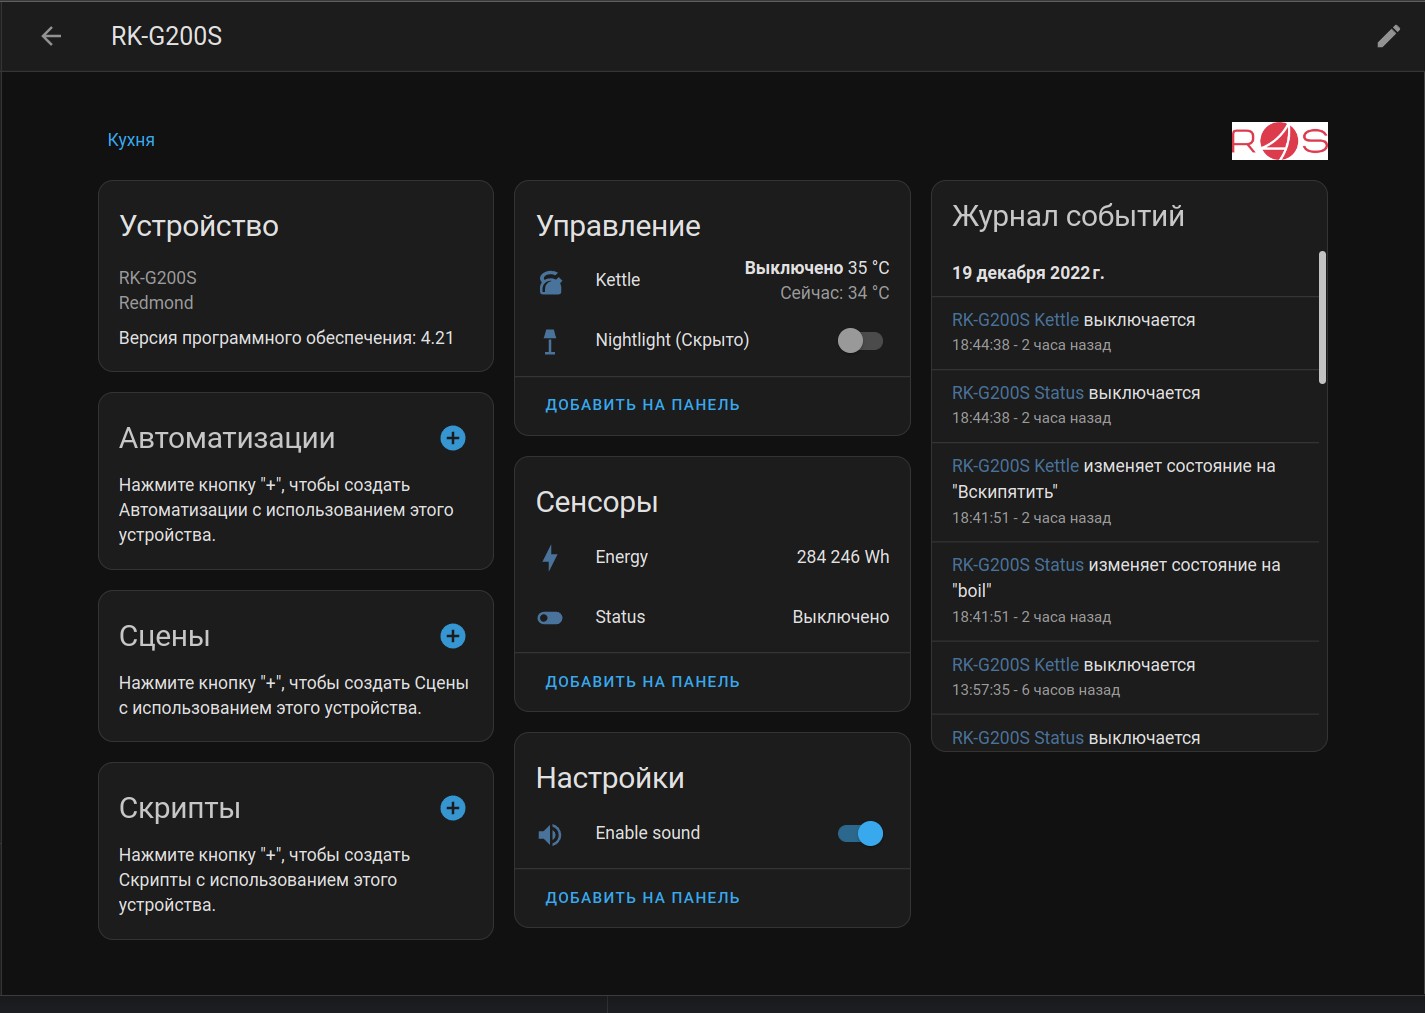 RK-G200S
Кухня
R4S
Устройство
RK-G200S
Redmond
Версия программного обеспечения: 4.21
Автоматизации
Нажмите кнопку "+", чтобы создать
Автоматизации с использованием этого
устройства.
Сцены
Нажмите кнопку "+", чтобы создать Сцены
с использованием этого устройства.
Скрипты
Нажмите кнопку "+", чтобы создать
Скрипты с использованием этого
устройства.
Управление
Kettle
Выключено 35 °C
Сейчас: 34 °C
Nightlight (Скрыто)
ДОБАВИТЬ НА ПАНЕЛЬ
Сенсоры
Energy 284 246 Wh
Status Выключено
ДОБАВИТЬ НА ПАНЕЛЬ
Настройки
Enable sound
ДОБАВИТЬ НА ПАНЕЛЬ
Журнал событий
19 декабря 2022 г.
RK-G200S Kettle выключается
18:44:38 - 2 часа назад
RK-G200S Status выключается
18:44:38 - 2 часа назад
RK-G200S Kettle изменяет состояние на
"Вскипятить"
18:41:51 - 2 часа назад
RK-G200S Status изменяет состояние на
"boil"
18:41:51 - 2 часа назад
RK-G200S Kettle выключается
13:57:35 - 6 часов назад
RK-G200S Status выключается